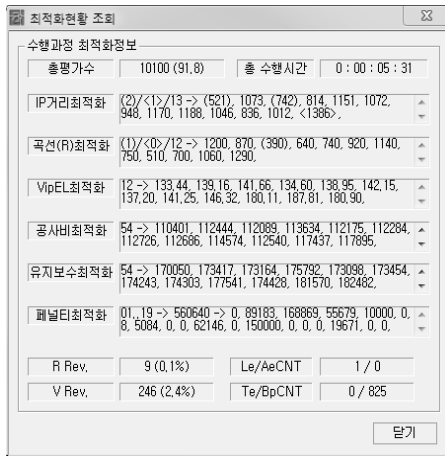 최적화현황 조회
수행과정 최적화정보
총평가수 10100 (91.8) 총 수행시간 0 : 00 : 05 : 31
IP거리최적화 (2)/<1>/13 -> (521), 1073, (742), 814, 1151, 1072,
948, 1170, 1188, 1046, 836, 1012, <1386>,
곡선(R)최적화 (1)/<0>/12 -> 1200, 870, (390), 640, 740, 920, 1140,
750, 510, 700, 1060, 1290,
VipEL최적화 12 -> 133.44, 139.16, 141.66, 134.60, 138.95, 142.15,
137.20, 141.25, 146.32, 180.11, 187.81, 180.90,
공사비최적화 54 -> 110401, 112444, 112089, 113634, 112175, 112284,
112726, 112686, 114574, 112540, 117437, 117895,
유지보수최적화 54 -> 170050, 173417, 173164, 175792, 173098, 173454,
174243, 174303, 177541, 174428, 181570, 182482,
페널티최적화 01..19 -> 560640 -> 0, 89183, 168869, 55679, 10000, 0,
8, 5084, 0, 0, 62146, 0, 150000, 0, 0, 0, 19671, 0, 0,
R Rev. 9 (0.1%) Le/AeCNT 1 / 0
V Rev. 246 (2.4%) Te/BpCNT 0 / 825
닫기